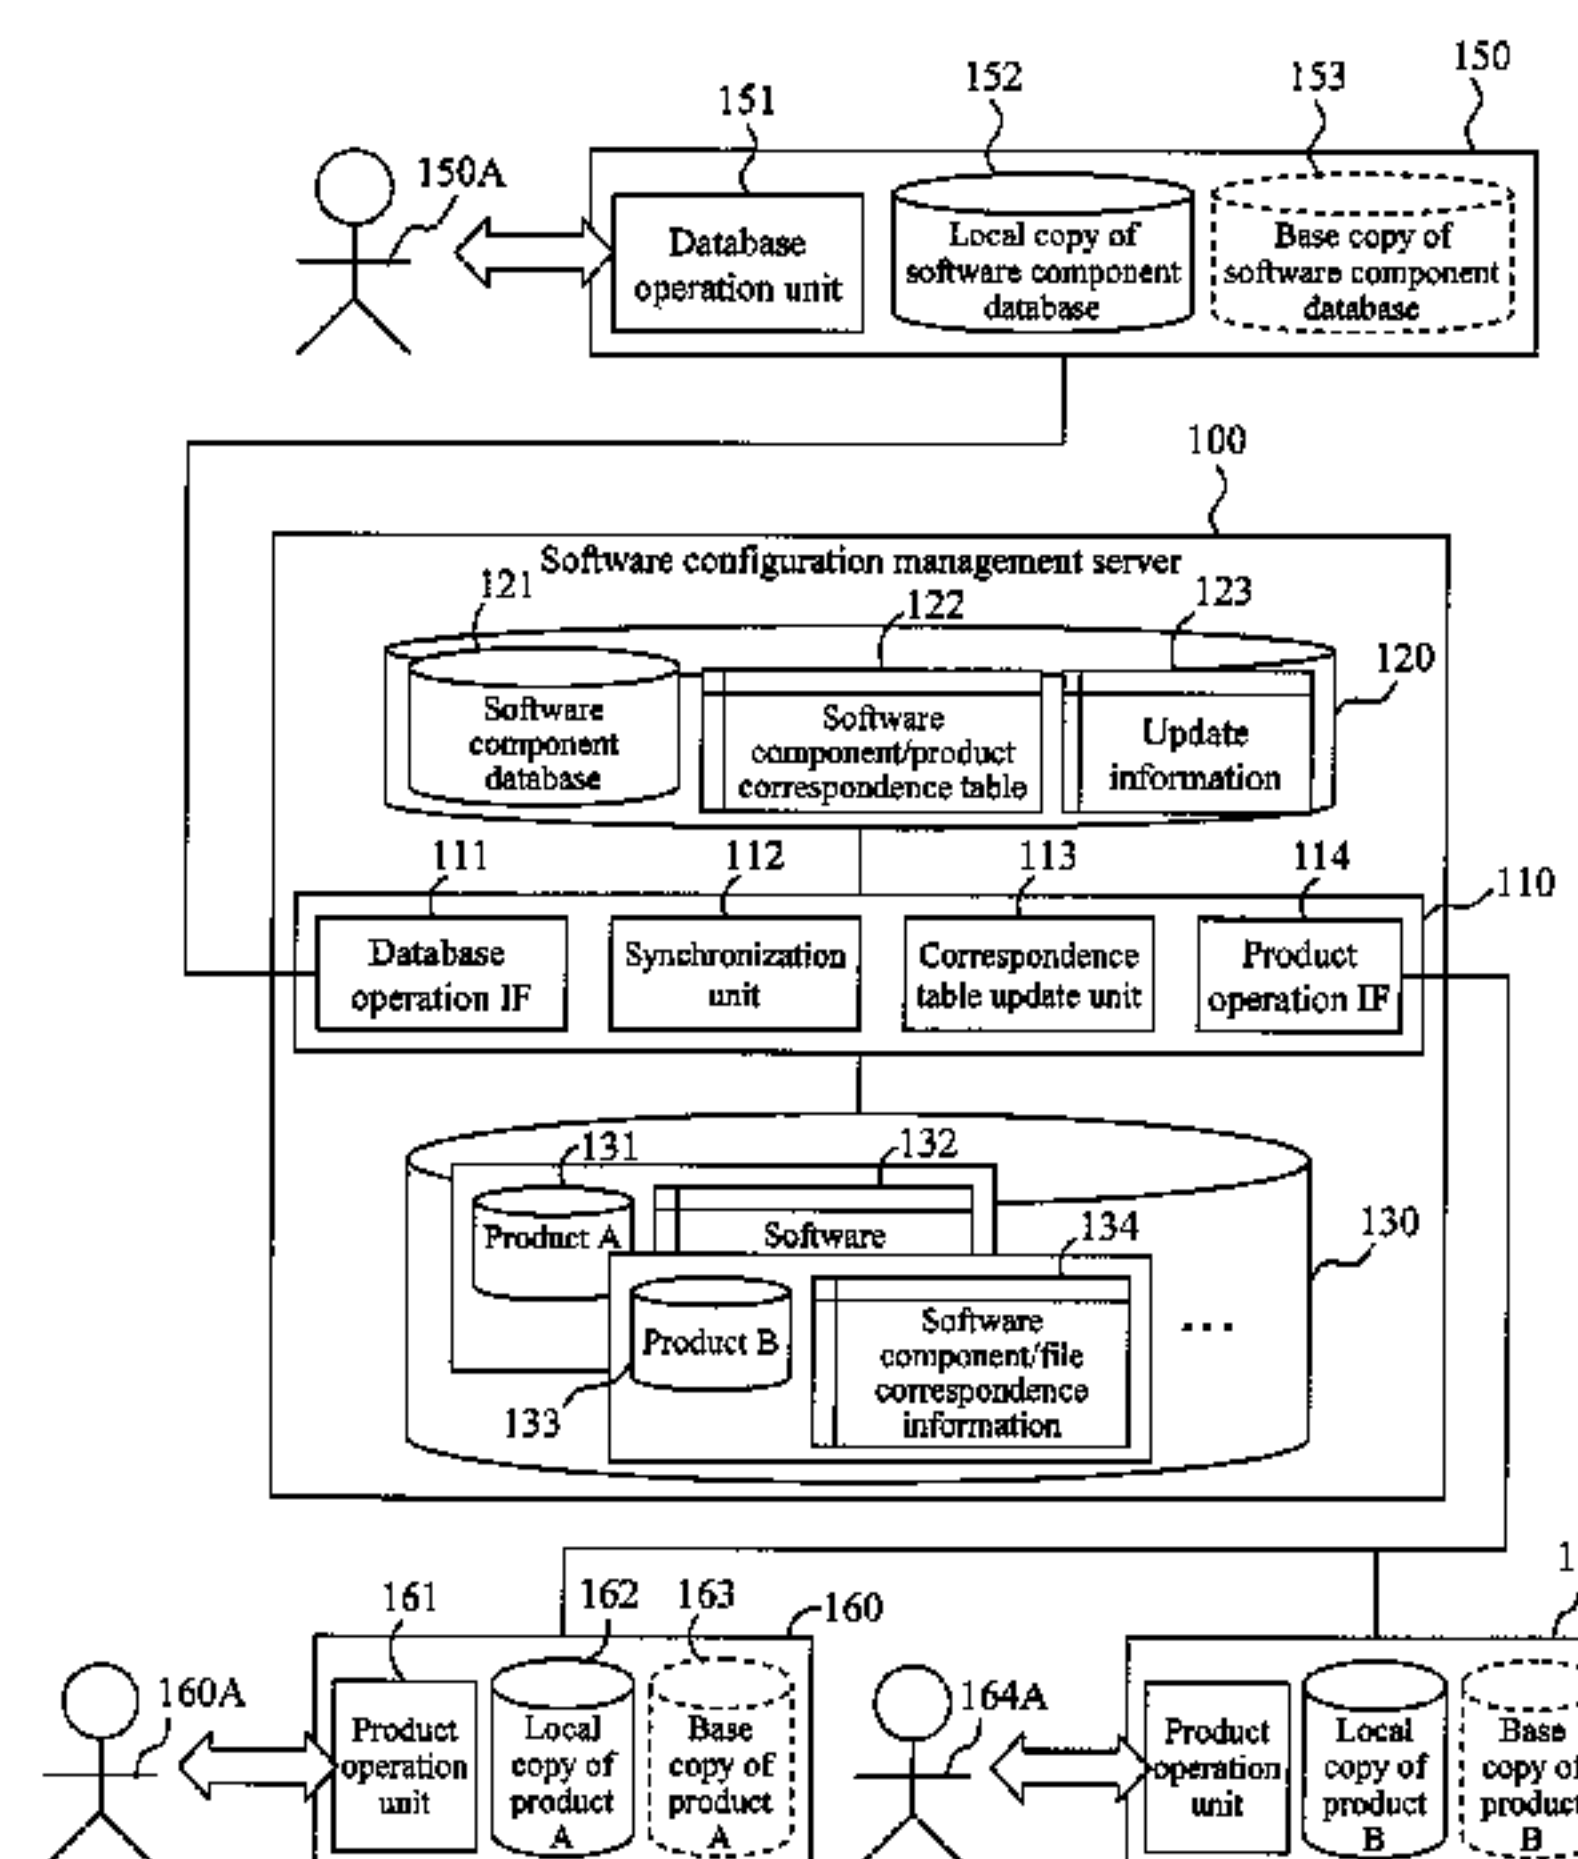 150
152
153
151
150A
Database
operation unit
Local copy of
software component
database
Base copy of
software component
database
100
Software configuration management server
121
122
123
120
Software
component
database
Software
component/product
correspondence table
Update
information
111
112
113
114
110
Database
operation IF
Synchronization
unit
Correspondence
table update unit
Product
operation IF
131
132
Product A
Software
134
130
Product B
Software
component/file
correspondence
information
...
133
161
162
163
160
160A
Product
operation
unit
Local
copy of
product
A
Base
copy of
product
A
164A
Product
operation
unit
Local
copy of
product
B
Base
copy of
product
B